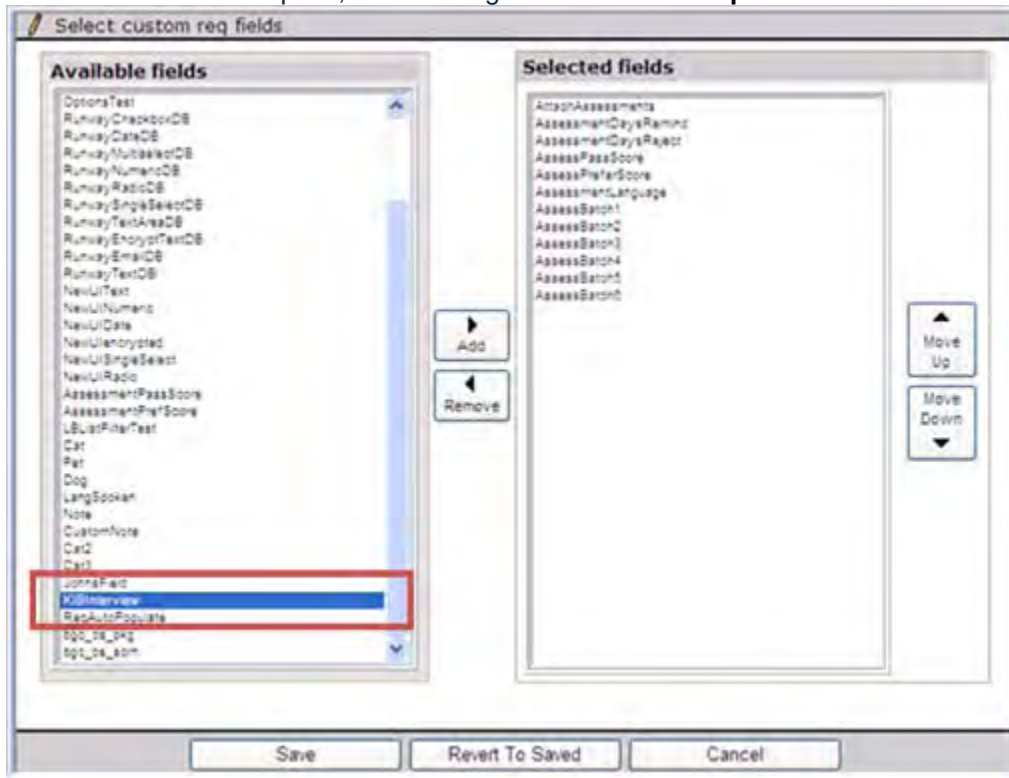 Select custom req fields
Available fields
OptionsTest
RunwayCheckboxDB
RunwayDateDB
RunwayMultiselectDB
RunwayNumericDB
RunwayRadioDB
RunwaySingleSelectDB
RunwayTextAreaDB
RunwayEncryptTextDB
RunwayEmailDB
RunwayTextDB
NewUIText
NewUINumeric
NewUIDate
NewUIencrypted
NewUISingleSelect
NewUIRadio
AssessmentPassScore
AssessmentPrefScore
LBListFilterTest
Cat
Pet
Dog
LangSpoken
Note
CustomNote
Cat2
Cat3
JohnsField
ReqAutoPopulate
Add
Remove
Selected fields
AttachAssessments
AssessmentDaysRemind
AssessmentDaysReject
AssessPassScore
AssessPreferScore
AssessmentLanguage
AssessBatch1
AssessBatch2
AssessBatch3
AssessBatch4
AssessBatch5
AssessBatch6
Move
Up
Move
Down
Save
Revert To Saved
Cancel